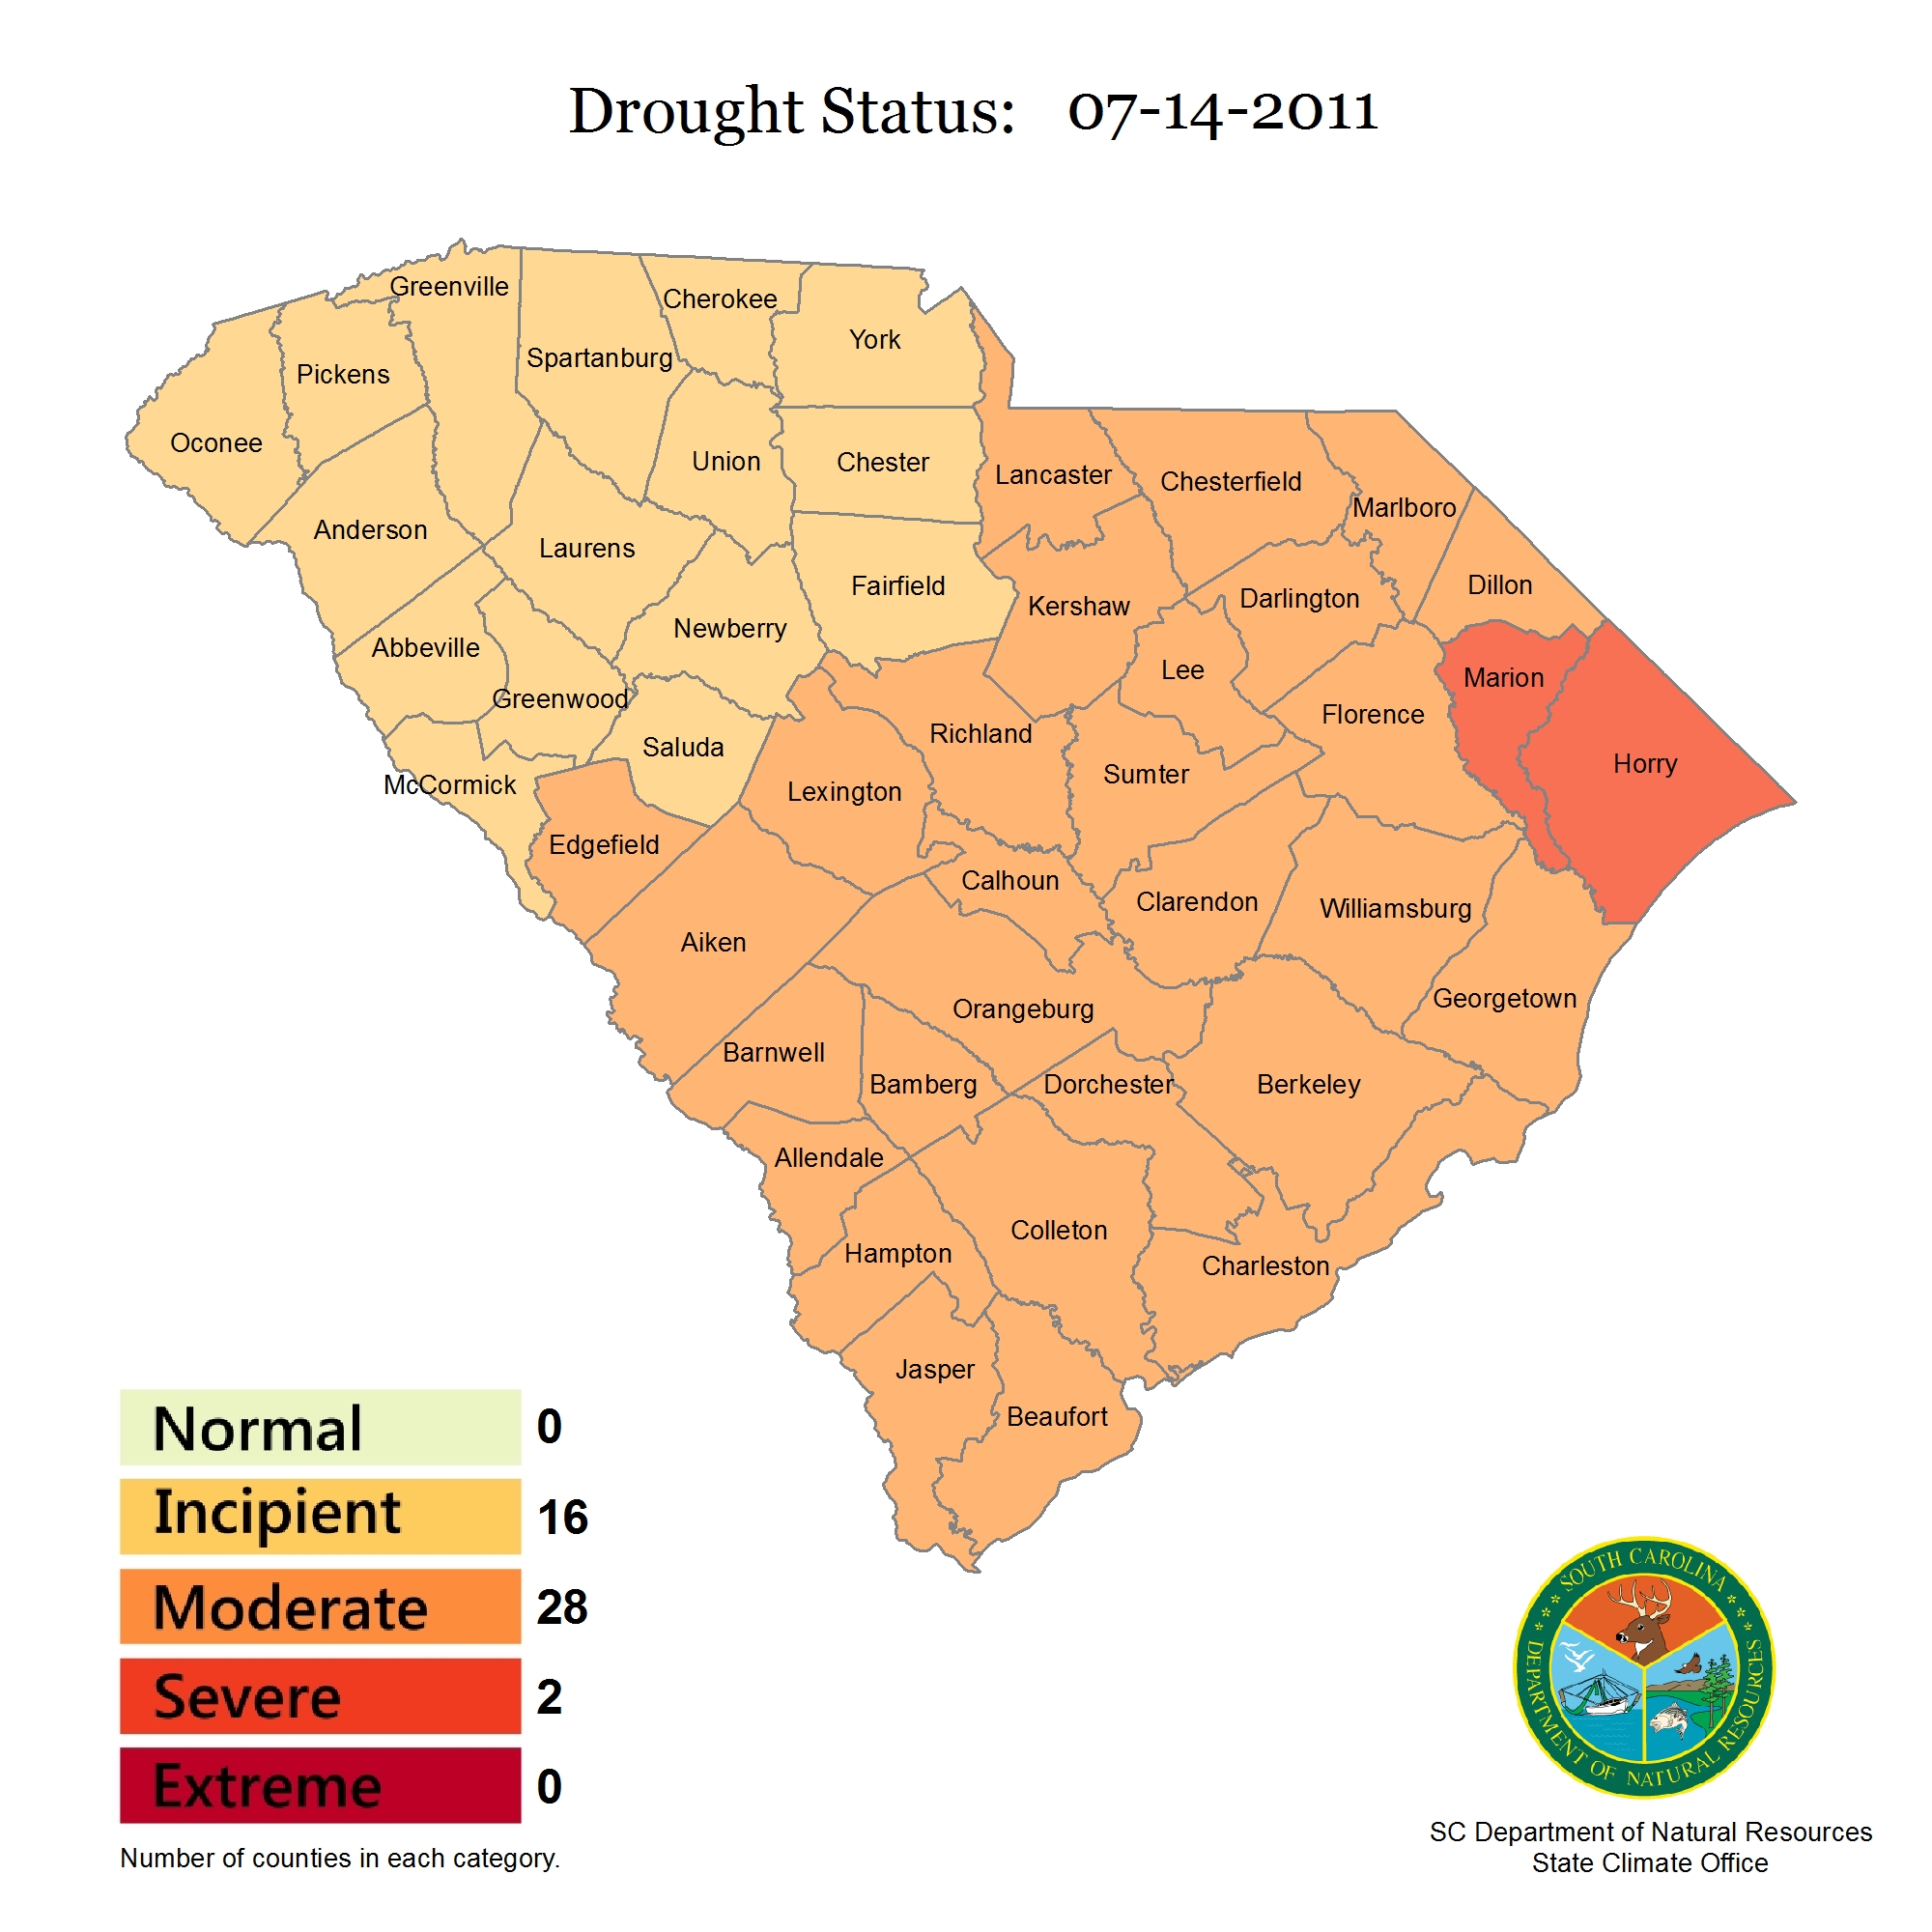 Drought Status: 07-14-2011
Greenville
Cherokee
York
Spartanburg
Pickens
Oconee
Union
Chester
Lancaster
Chesterfield
Marlboro
Anderson
Laurens
Fairfield
Dillon
Darlington
Kershaw
Newberry
Abbeville
Lee
Marion
Greenwood
Florence
Richland
Saluda
Horry
Sumter
McCormick
Lexington
Edgefield
Calhoun
Clarendon
Williamsburg
Aiken
Georgetown
Orangeburg
Barnwell
Bamberg
Dorchester
Berkeley
Allendale
Colleton
Hampton
Charleston
Jasper
Beaufort
Normal 0
Incipient 16
Moderate 28
Severe 2
Extreme 0
Number of counties in each category.
SOUTH CAROLINA
DEPARTMENT OF NATURAL RESOURCES
SC Department of Natural Resources
State Climate Office